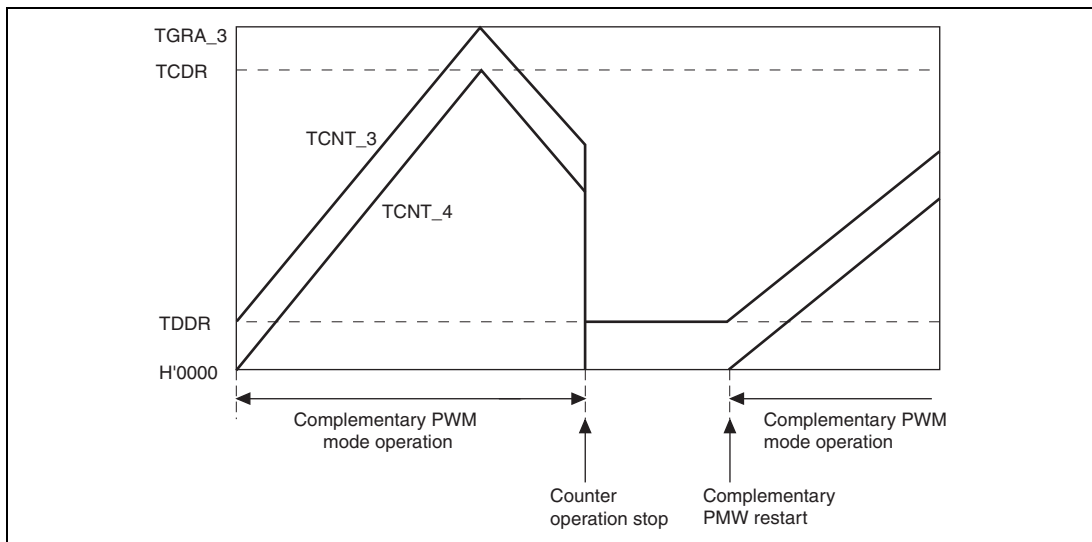 TGRA_3
TCDR
TCNT_3
TCNT_4
TDDR
H'0000
Complementary PWM
mode operation
Complementary PWM
mode operation
Counter
operation stop
Complementary
PMW restart